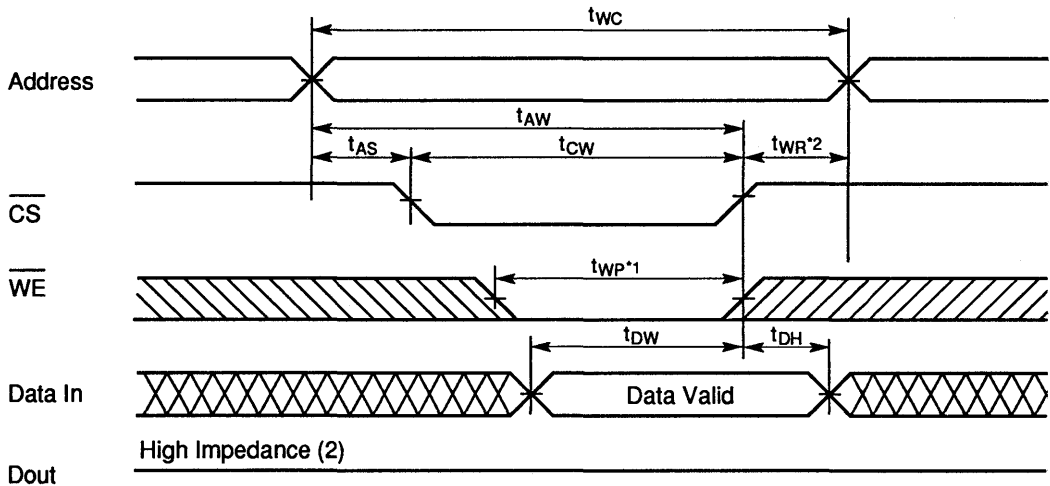 tWC
Address
tAW
tAS
tCW
tWR*2
CS
tWP*1
WE
tDW
tDH
Data In
Data Valid
High Impedance (2)
Dout